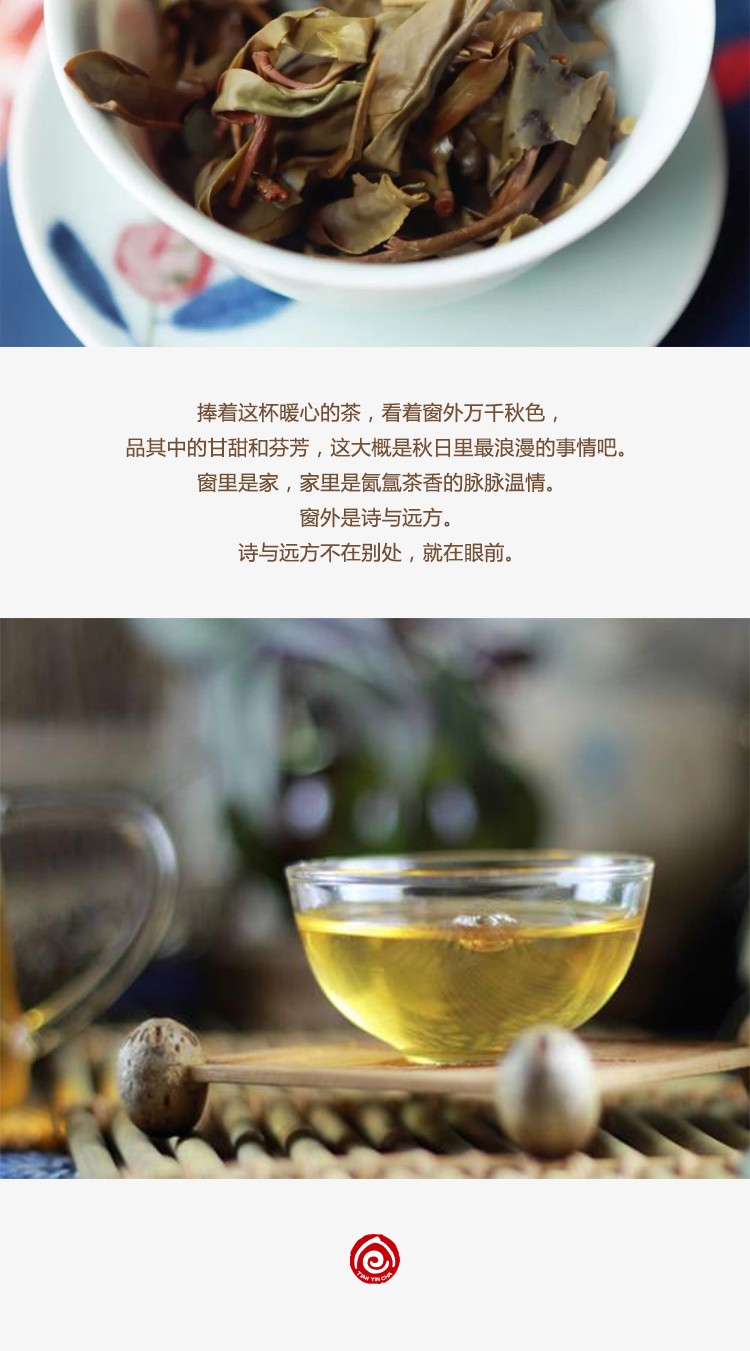 捧着这杯暖心的茶，看着窗外万千秋色，
品其中的甘甜和芬芳，这大概是秋日里最浪漫的事情吧。
窗里是家，家里是氤氲茶香的脉脉温情。
窗外是诗与远方。
诗与远方不在别处，就在眼前。
TIAN YIN CHA